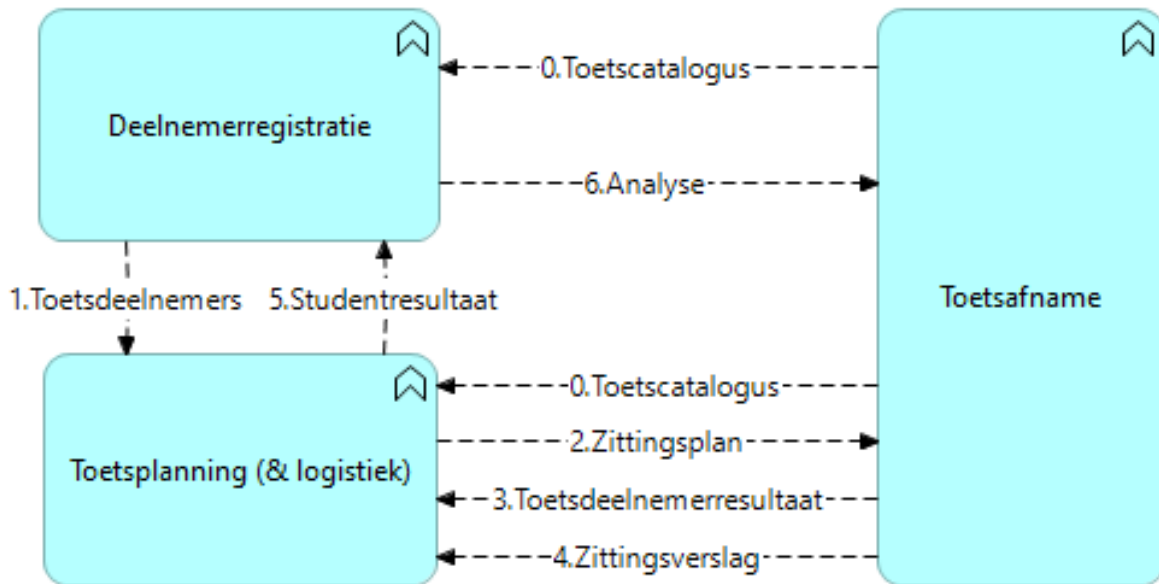 0.Toetscatalogus
Deelnemerregistratie
6.Analyse
1.Toetsdeelnemers
5.Studentresultaat
Toetsafname
0.Toetscatalogus
2.Zittingsplan
Toetsplanning (& logistiek)
3.Toetsdeelnemerresultaat
4.Zittingsverslag